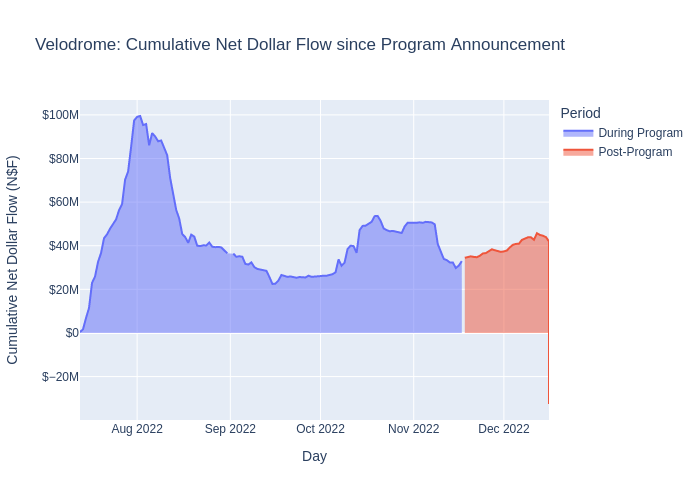 Velodrome: Cumulative Net Dollar Flow since Program Announcement
Period
During Program
Post-Program
Cumulative Net Dollar Flow (N$F)
$100M
$80M
$60M
$40M
$20M
$0
$−20M
Aug 2022
Sep 2022
Oct 2022
Nov 2022
Dec 2022
Day